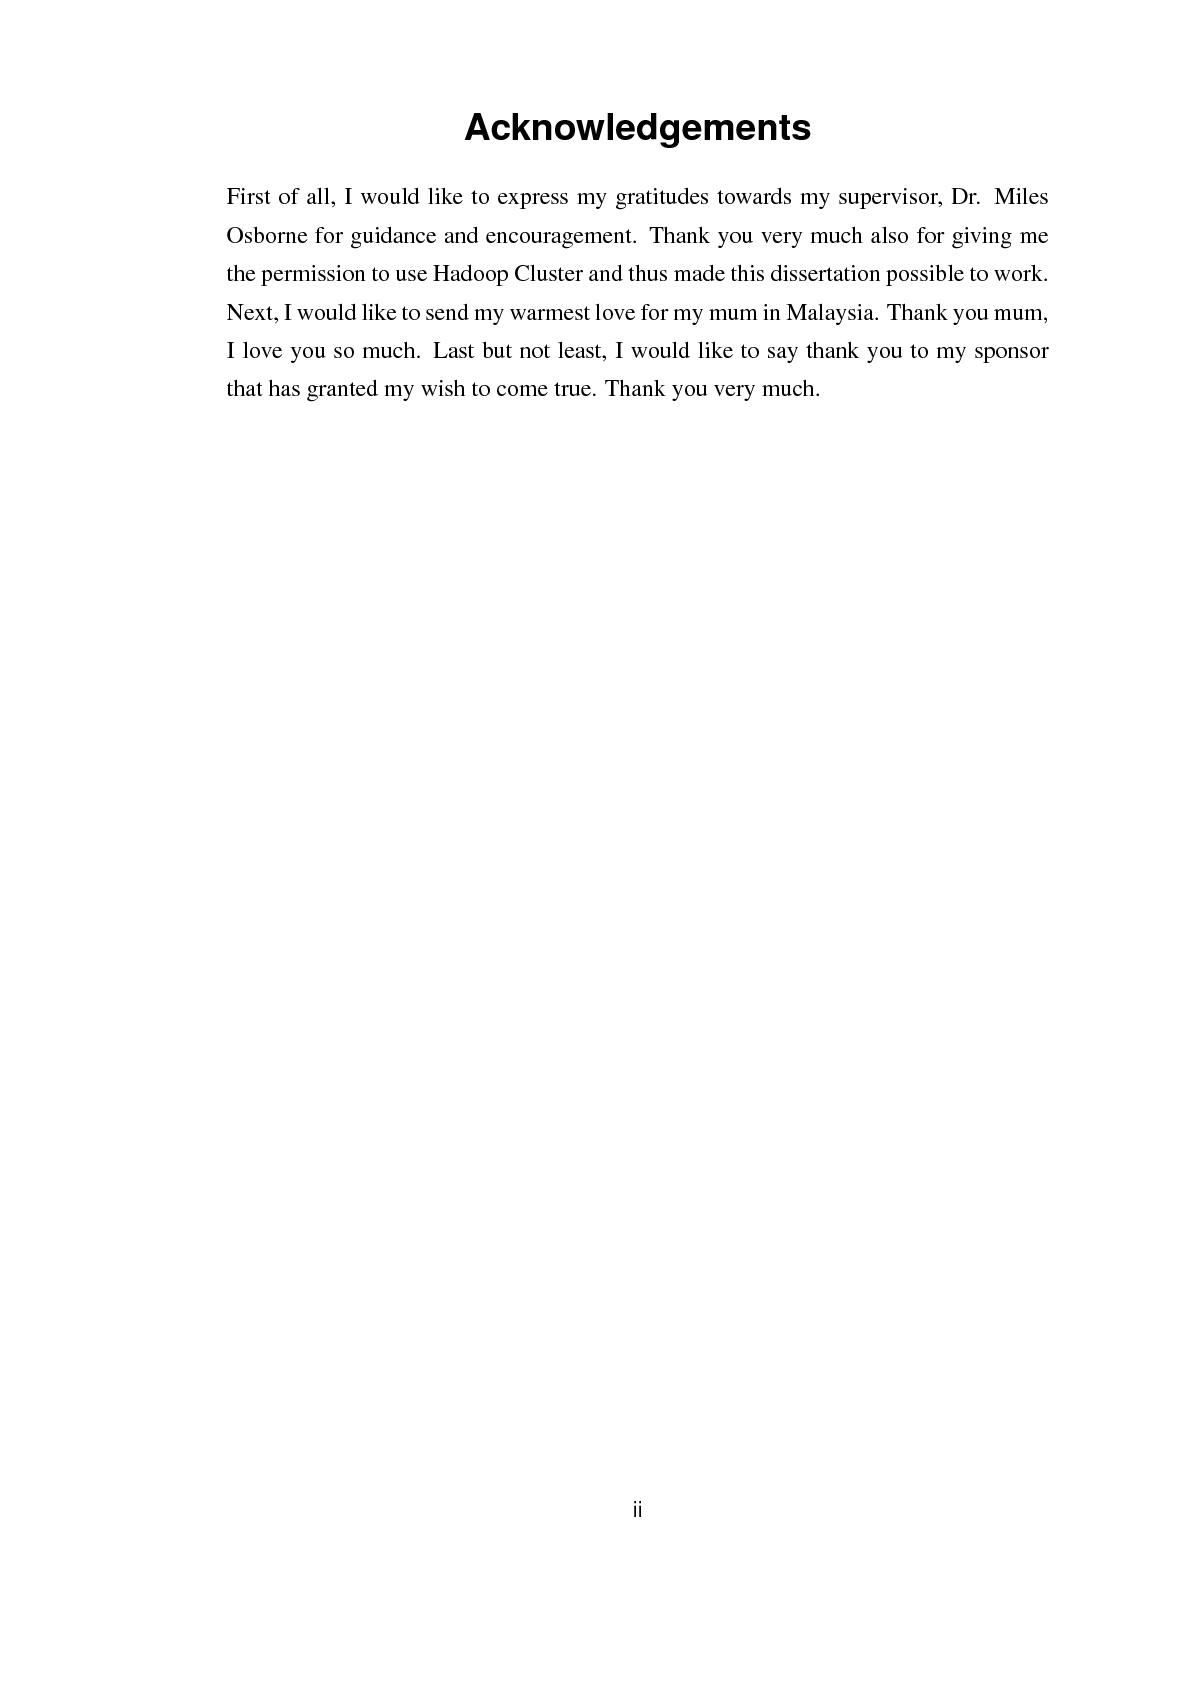 Acknowledgements
First of all, I would like to express my gratitudes towards my supervisor, Dr. Miles
Osborne for guidance and encouragement. Thank you very much also for giving me
the permission to use Hadoop Cluster and thus made this dissertation possible to work.
Next, I would like to send my warmest love for my mum in Malaysia. Thank you mum,
I love you so much. Last but not least, I would like to say thank you to my sponsor
that has granted my wish to come true. Thank you very much.
ii